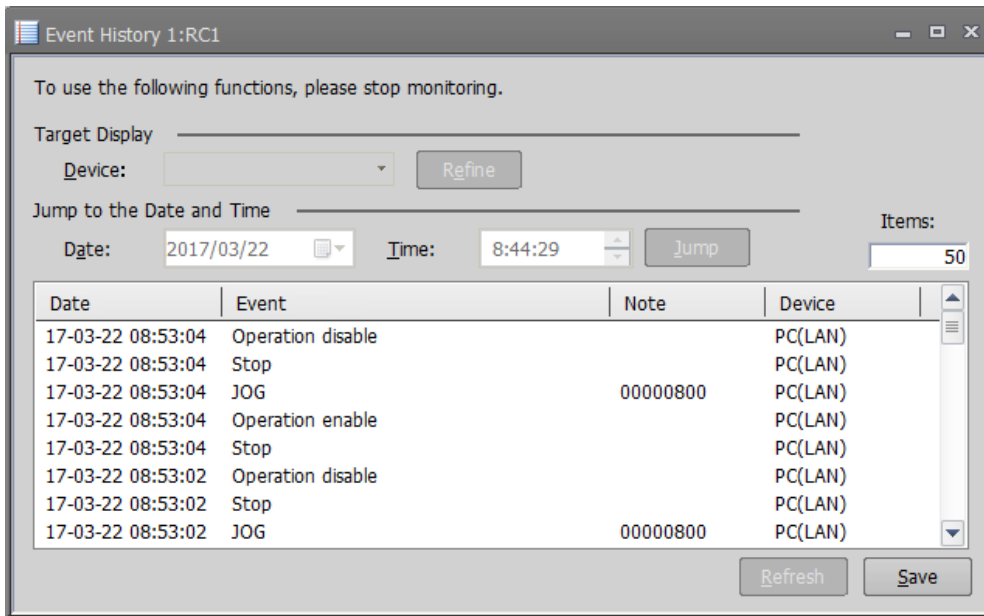 Event History 1:RC1
To use the following functions, please stop monitoring.
Target Display
Device: Refine
Jump to the Date and Time
Items:
Date: 2017/03/22 Time: 8:44:29 Jump
50
Date Event Note Device
17-03-22 08:53:04 Operation disable PC(LAN)
17-03-22 08:53:04 Stop PC(LAN)
17-03-22 08:53:04 JOG 00000800 PC(LAN)
17-03-22 08:53:04 Operation enable PC(LAN)
17-03-22 08:53:04 Stop PC(LAN)
17-03-22 08:53:02 Operation disable PC(LAN)
17-03-22 08:53:02 Stop PC(LAN)
17-03-22 08:53:02 JOG 00000800 PC(LAN)
Refresh Save